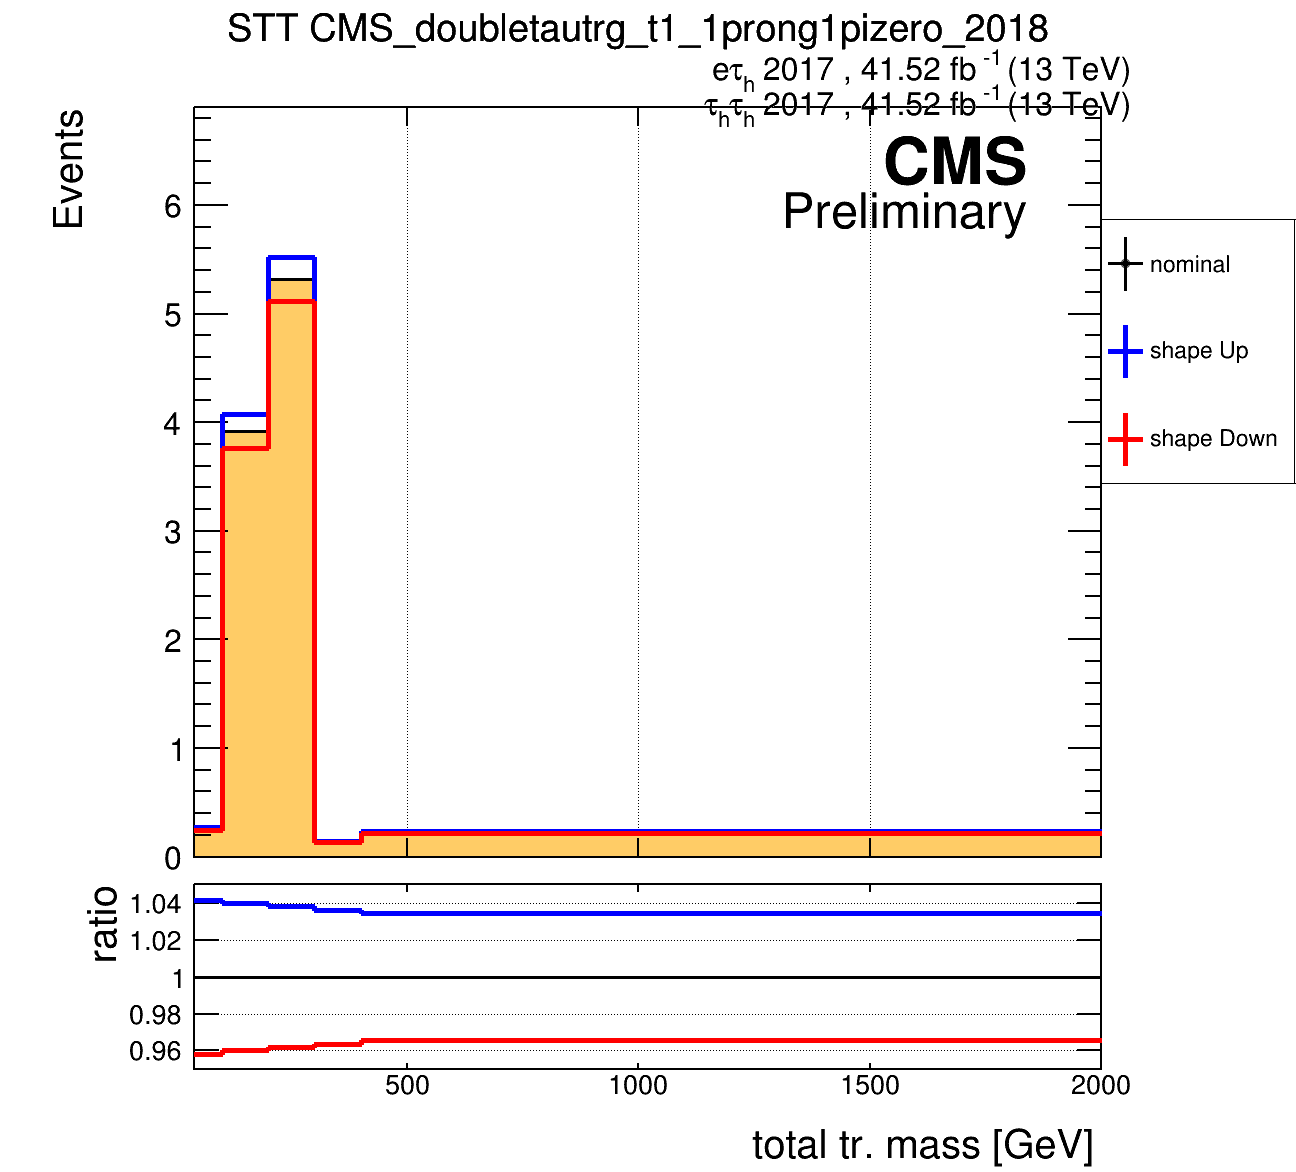 STT CMS_doubletautrg_t1_1prong1pizero_2018
eτh 2017 , 41.52 fb -1 (13 TeV)
τhτh 2017 , 41.52 fb -1 (13 TeV)
CMS
Preliminary
Events
6
5
4
3
2
1
0
nominal
shape Up
shape Down
ratio
1.04
1.02
1
0.98
0.96
500 1000 1500 2000
total tr. mass [GeV]